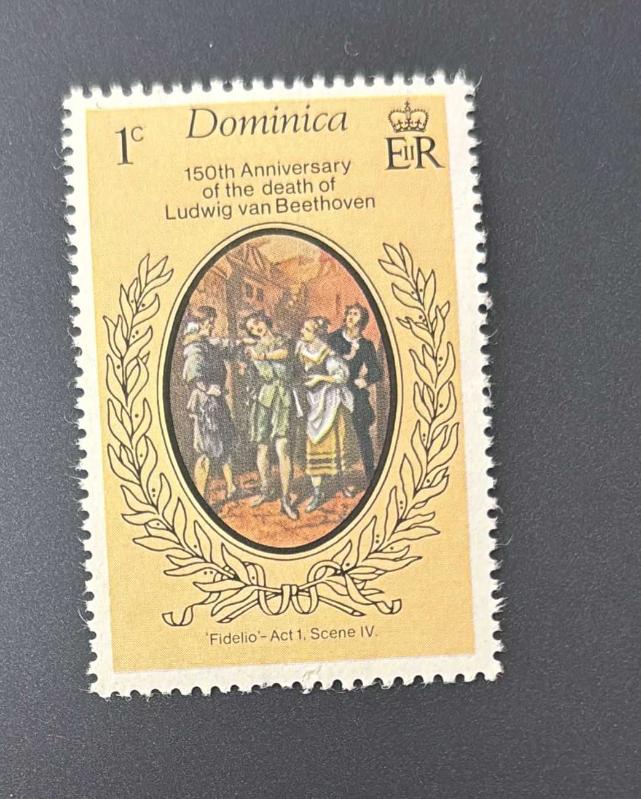 1c Dominica
EIIR
150th Anniversary
of the death of
Ludwig van Beethoven
'Fidelio'-Act 1, Scene IV.